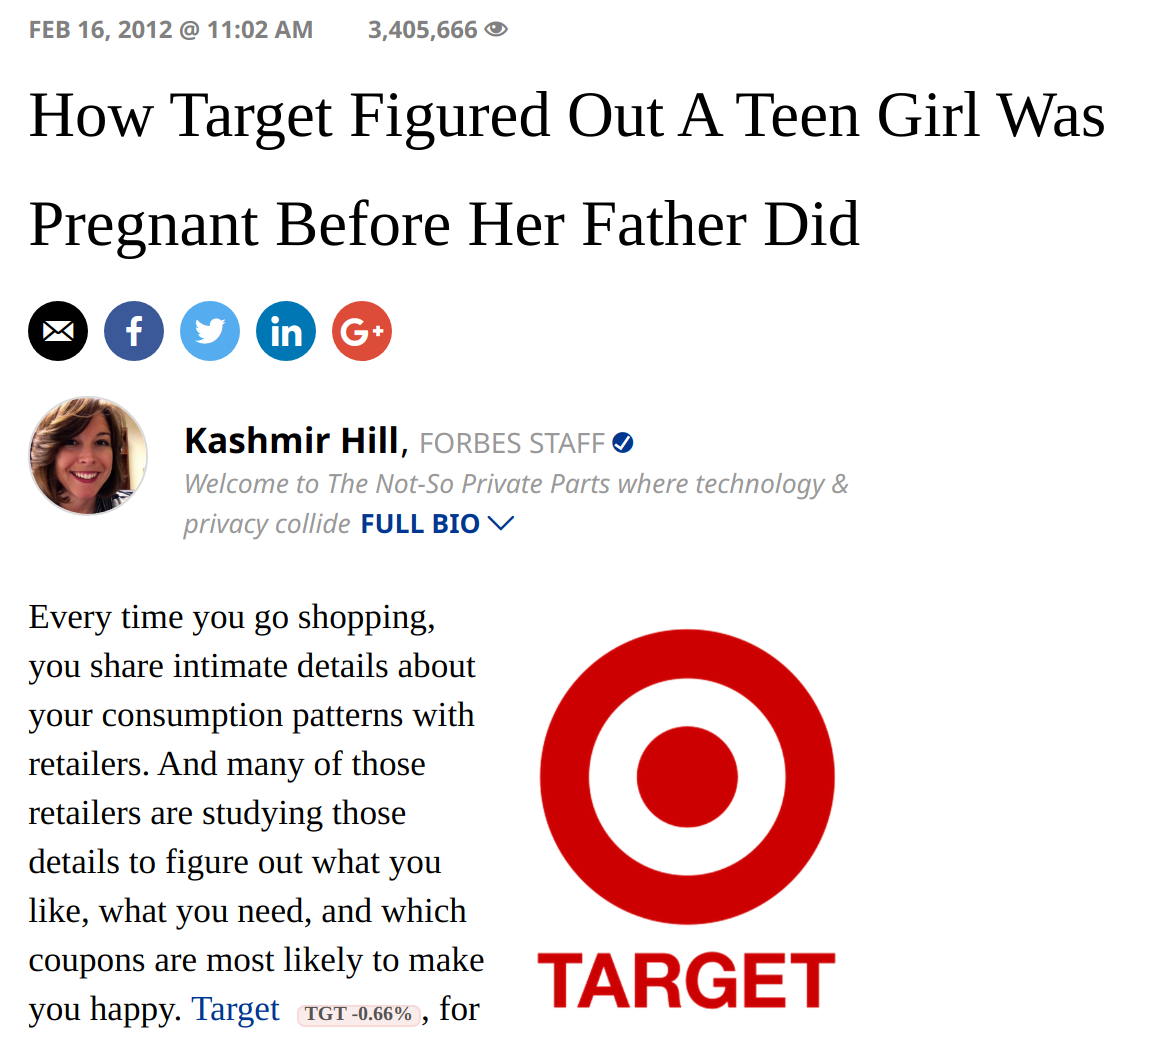 FEB 16, 2012 @ 11:02 AM 3,405,666
How Target Figured Out A Teen Girl Was
Pregnant Before Her Father Did
f in G+
Kashmir Hill, FORBES STAFF
Welcome to The Not-So Private Parts where technology &
privacy collide FULL BIO
Every time you go shopping,
you share intimate details about
your consumption patterns with
retailers. And many of those
retailers are studying those
details to figure out what you
like, what you need, and which
coupons are most likely to make
you happy. Target TGT -0.66%, for
TARGET